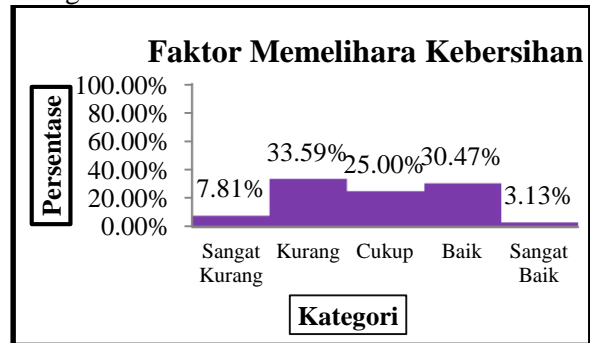 Faktor Memelihara Kebersihan
Persentase
100.00%
80.00%
60.00%
40.00%
20.00%
0.00%
7.81%
33.59%
25.00%
30.47%
3.13%
Sangat Kurang
Kurang
Cukup
Baik
Sangat Baik
Kategori